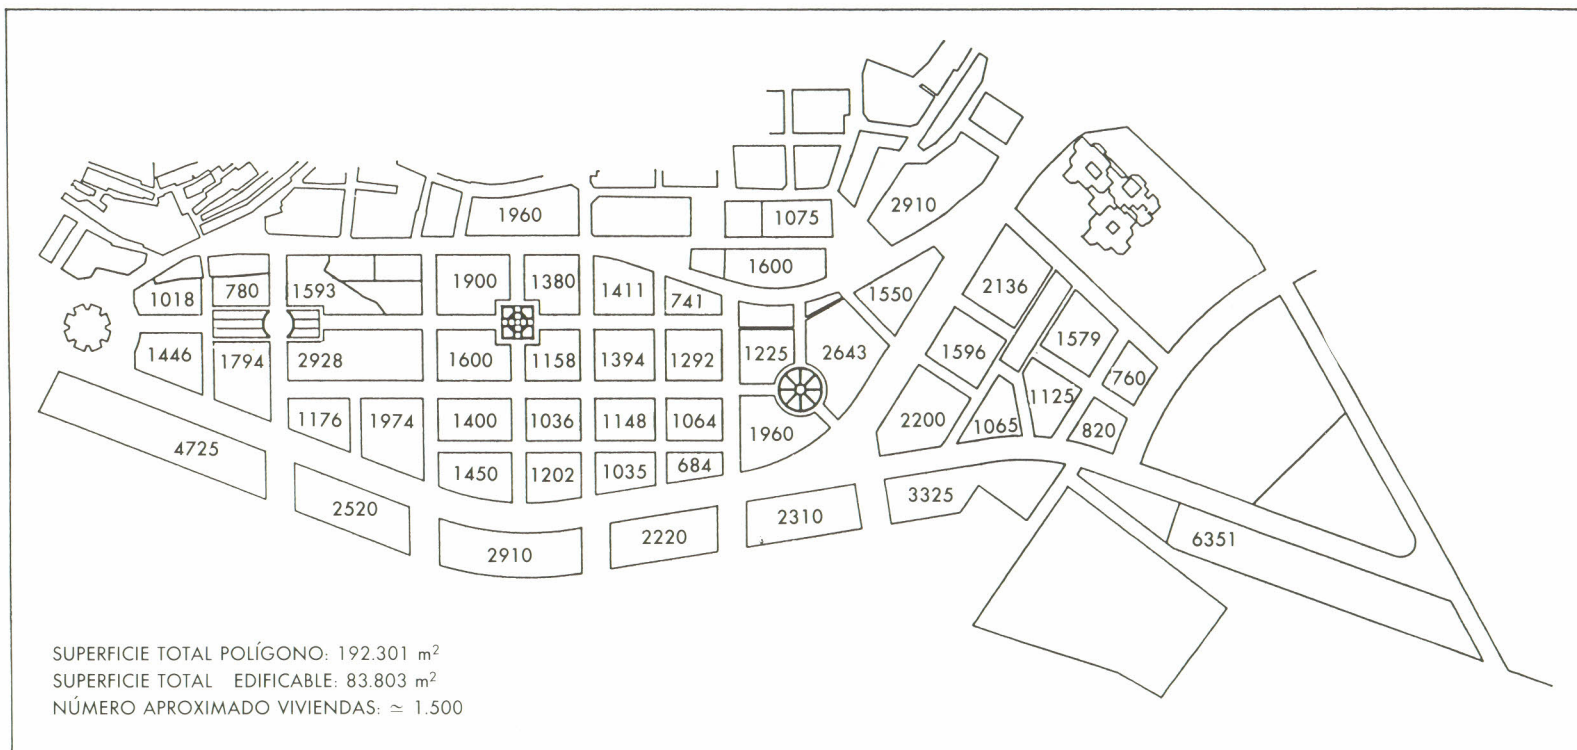 2910
1960 1075
1600
1900 1380 1411 741
1018 780 1593
1550 2136
1446 1794 2928 1600 1158 1394 1292 1225 2643
1596 1579
760
1176 1974 1400 1036 1148 1064 1960
2200 1065 1125 820
4725
1450 1202 1035 684
2520 2910 2220 2310 3325 6351
SUPERFICIE TOTAL POLÍGONO: 192.301 m²
SUPERFICIE TOTAL EDIFICABLE: 83.803 m²
NÚMERO APROXIMADO VIVIENDAS: ≃ 1.500